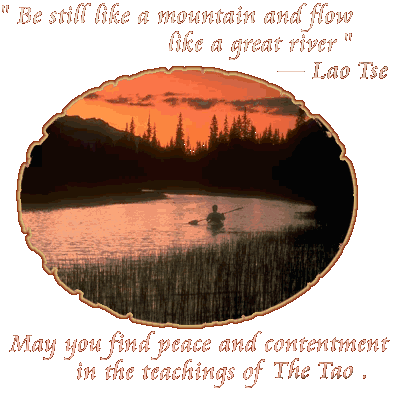 " Be still like a mountain and flow
like a great river "
— Lao Tse
May you find peace and contentment
in the teachings of The Tao .